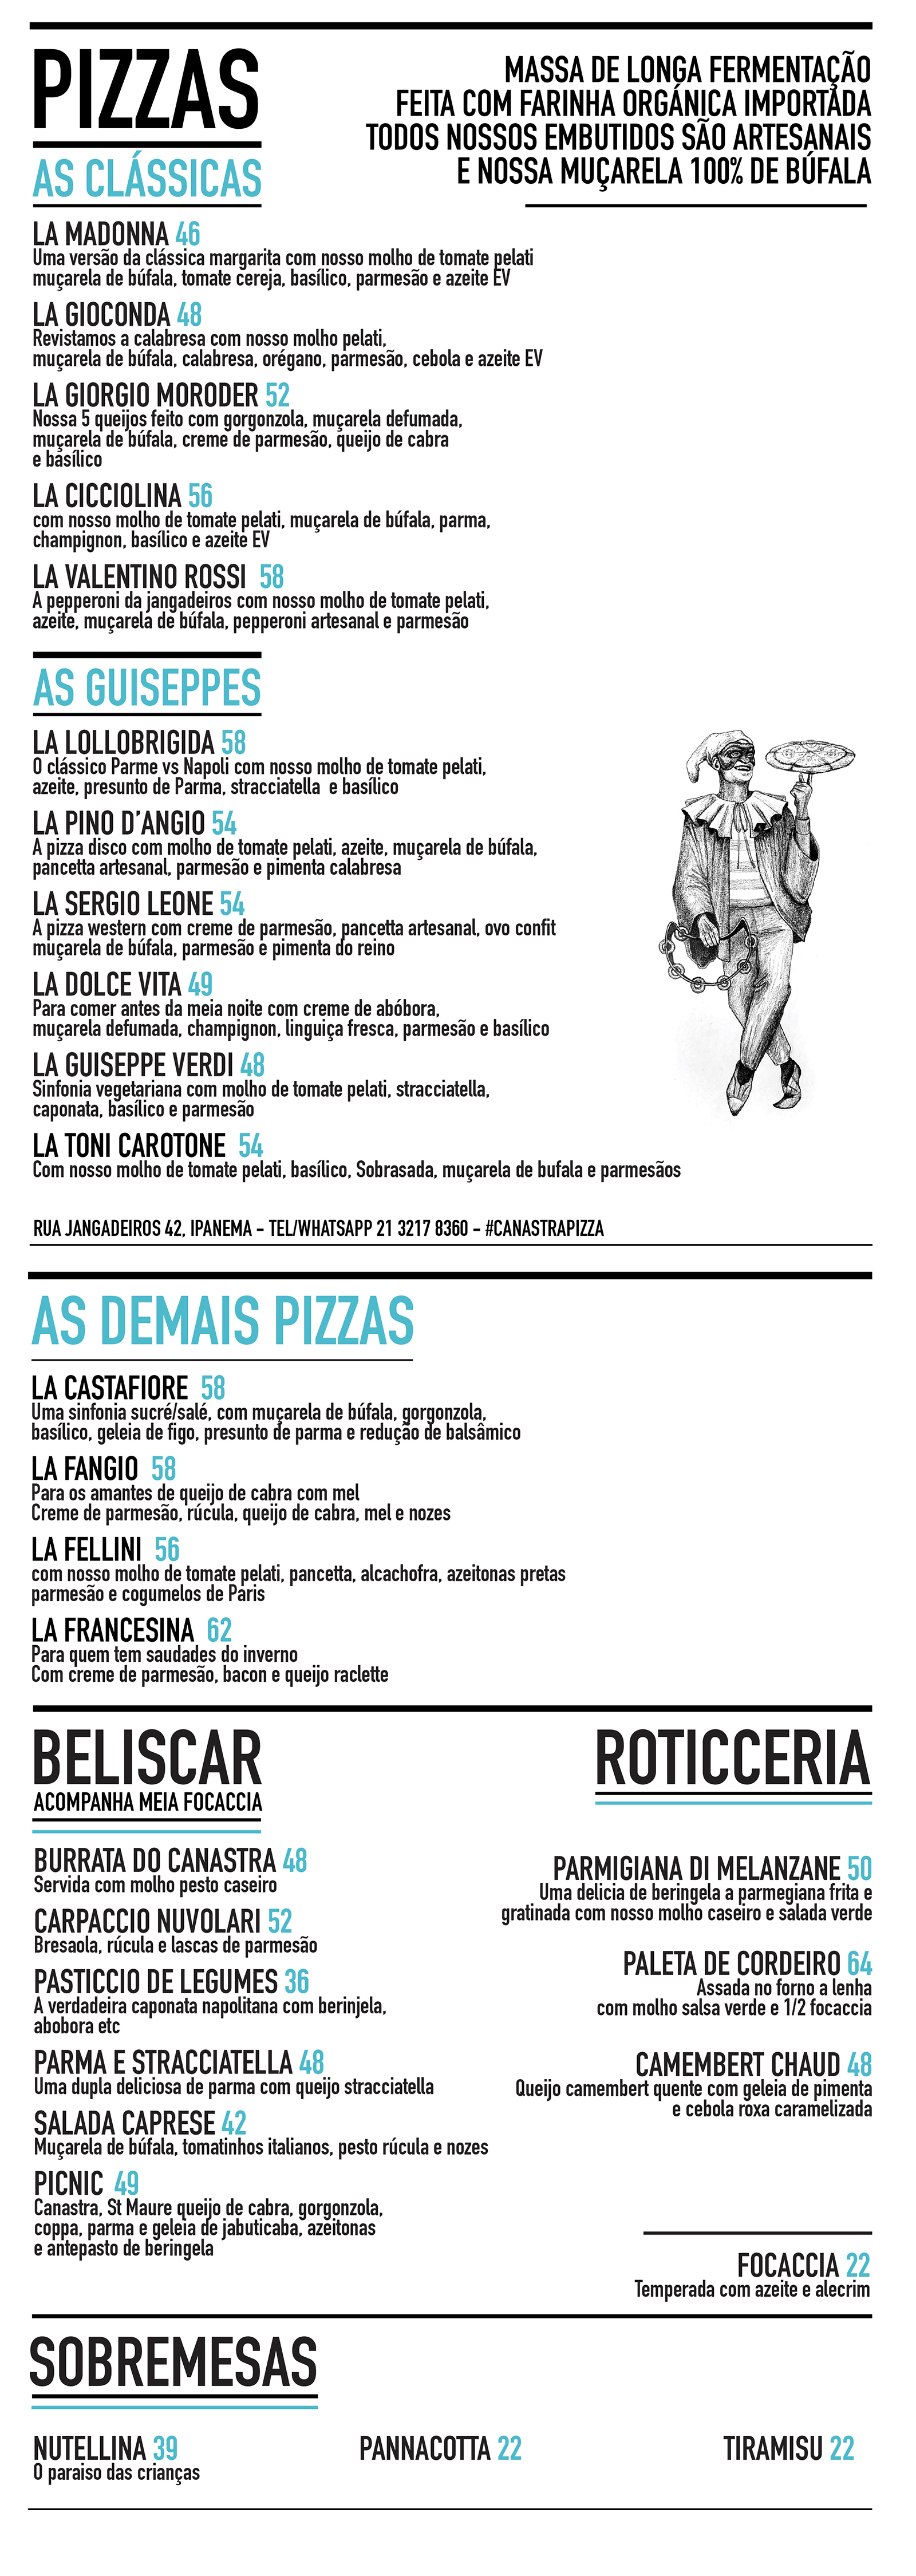 PIZZAS
AS CLÁSSICAS
MASSA DE LONGA FERMENTAÇÃO
FEITA COM FARINHA ORGÁNICA IMPORTADA
TODOS NOSSOS EMBUTIDOS SÃO ARTESANAIS
E NOSSA MUÇARELA 100% DE BÚFALA
LA MADONNA 46
Uma versão da clássica margarita com nosso molho de tomate pelati
muçarela de búfala, tomate cereja, basílico, parmesão e azeite EV
LA GIOCONDA 48
Revistamos a calabresa com nosso molho pelati,
muçarela de búfala, calabresa, orégano, parmesão, cebola e azeite EV
LA GIORGIO MORODER 52
Nossa 5 queijos feito com gorgonzola, muçarela defumada,
muçarela de búfala, creme de parmesão, queijo de cabra
e basílico
LA CICCIOLINA 56
com nosso molho de tomate pelati, muçarela de búfala, parma,
champignon, basílico e azeite EV
LA VALENTINO ROSSI 58
A pepperoni da jangadeiros com nosso molho de tomate pelati,
azeite, muçarela de búfala, pepperoni artesanal e parmesão
AS GUISEPPES
LA LOLLOBRIGIDA 58
O clássico Parme vs Napoli com nosso molho de tomate pelati,
azeite, presunto de Parma, stracciatella e basílico
LA PINO D'ANGIO 54
A pizza disco com molho de tomate pelati, azeite, muçarela de búfala,
pancetta artesanal, parmesão e pimenta calabresa
LA SERGIO LEONE 54
A pizza western com creme de parmesão, pancetta artesanal, ovo confit
muçarela de búfala, parmesão e pimenta do reino
LA DOLCE VITA 49
Para comer antes da meia noite com creme de abóbora,
muçarela defumada, champignon, linguiça fresca, parmesão e basílico
LA GUISEPPE VERDI 48
Sinfonia vegetariana com molho de tomate pelati, stracciatella,
caponata, basílico e parmesão
LA TONI CAROTONE 54
Com nosso molho de tomate pelati, basílico, Sobrasada, muçarela de bufala e parmesãos
RUA JANGADEIROS 42, IPANEMA - TEL/WHATSAPP 21 3217 8360 - #CANASTRAPIZZA
AS DEMAIS PIZZAS
LA CASTAFIORE 58
Uma sinfonia sucré/salé, com muçarela de búfala, gorgonzola,
basílico, geleia de figo, presunto de parma e redução de balsâmico
LA FANGIO 58
Para os amantes de queijo de cabra com mel
Creme de parmesão, rúcula, queijo de cabra, mel e nozes
LA FELLINI 56
com nosso molho de tomate pelati, pancetta, alcachofra, azeitonas pretas
parmesão e cogumelos de Paris
LA FRANCESINA 62
Para quem tem saudades do inverno
Com creme de parmesão, bacon e queijo raclette
BELISCAR
ACOMPANHA MEIA FOCACCIA
BURRATA DO CANASTRA 48
Servida com molho pesto caseiro
CARPACCIO NUVOLARI 52
Bresaola, rúcula e lascas de parmesão
PASTICCIO DE LEGUMES 36
A verdadeira caponata napolitana com berinjela,
abobora etc
PARMA E STRACCIATELLA 48
Uma dupla deliciosa de parma com queijo stracciatella
SALADA CAPRESE 42
Muçarela de búfala, tomatinhos italianos, pesto rúcula e nozes
PICNIC 49
Canastra, St Maure queijo de cabra, gorgonzola,
coppa, parma e geleia de jabuticaba, azeitonas
e antepasto de beringela
ROTICCERIA
PARMIGIANA DI MELANZANE 50
Uma delicia de beringela a parmegiana frita e
gratinada com nosso molho caseiro e salada verde
PALETA DE CORDEIRO 64
Assada no forno a lenha
com molho salsa verde e 1/2 focaccia
CAMEMBERT CHAUD 48
Queijo camembert quente com geleia de pimenta
e cebola roxa caramelizada
FOCACCIA 22
Temperada com azeite e alecrim
SOBREMESAS
NUTELLINA 39
O paraiso das crianças
PANNACOTTA 22
TIRAMISU 22